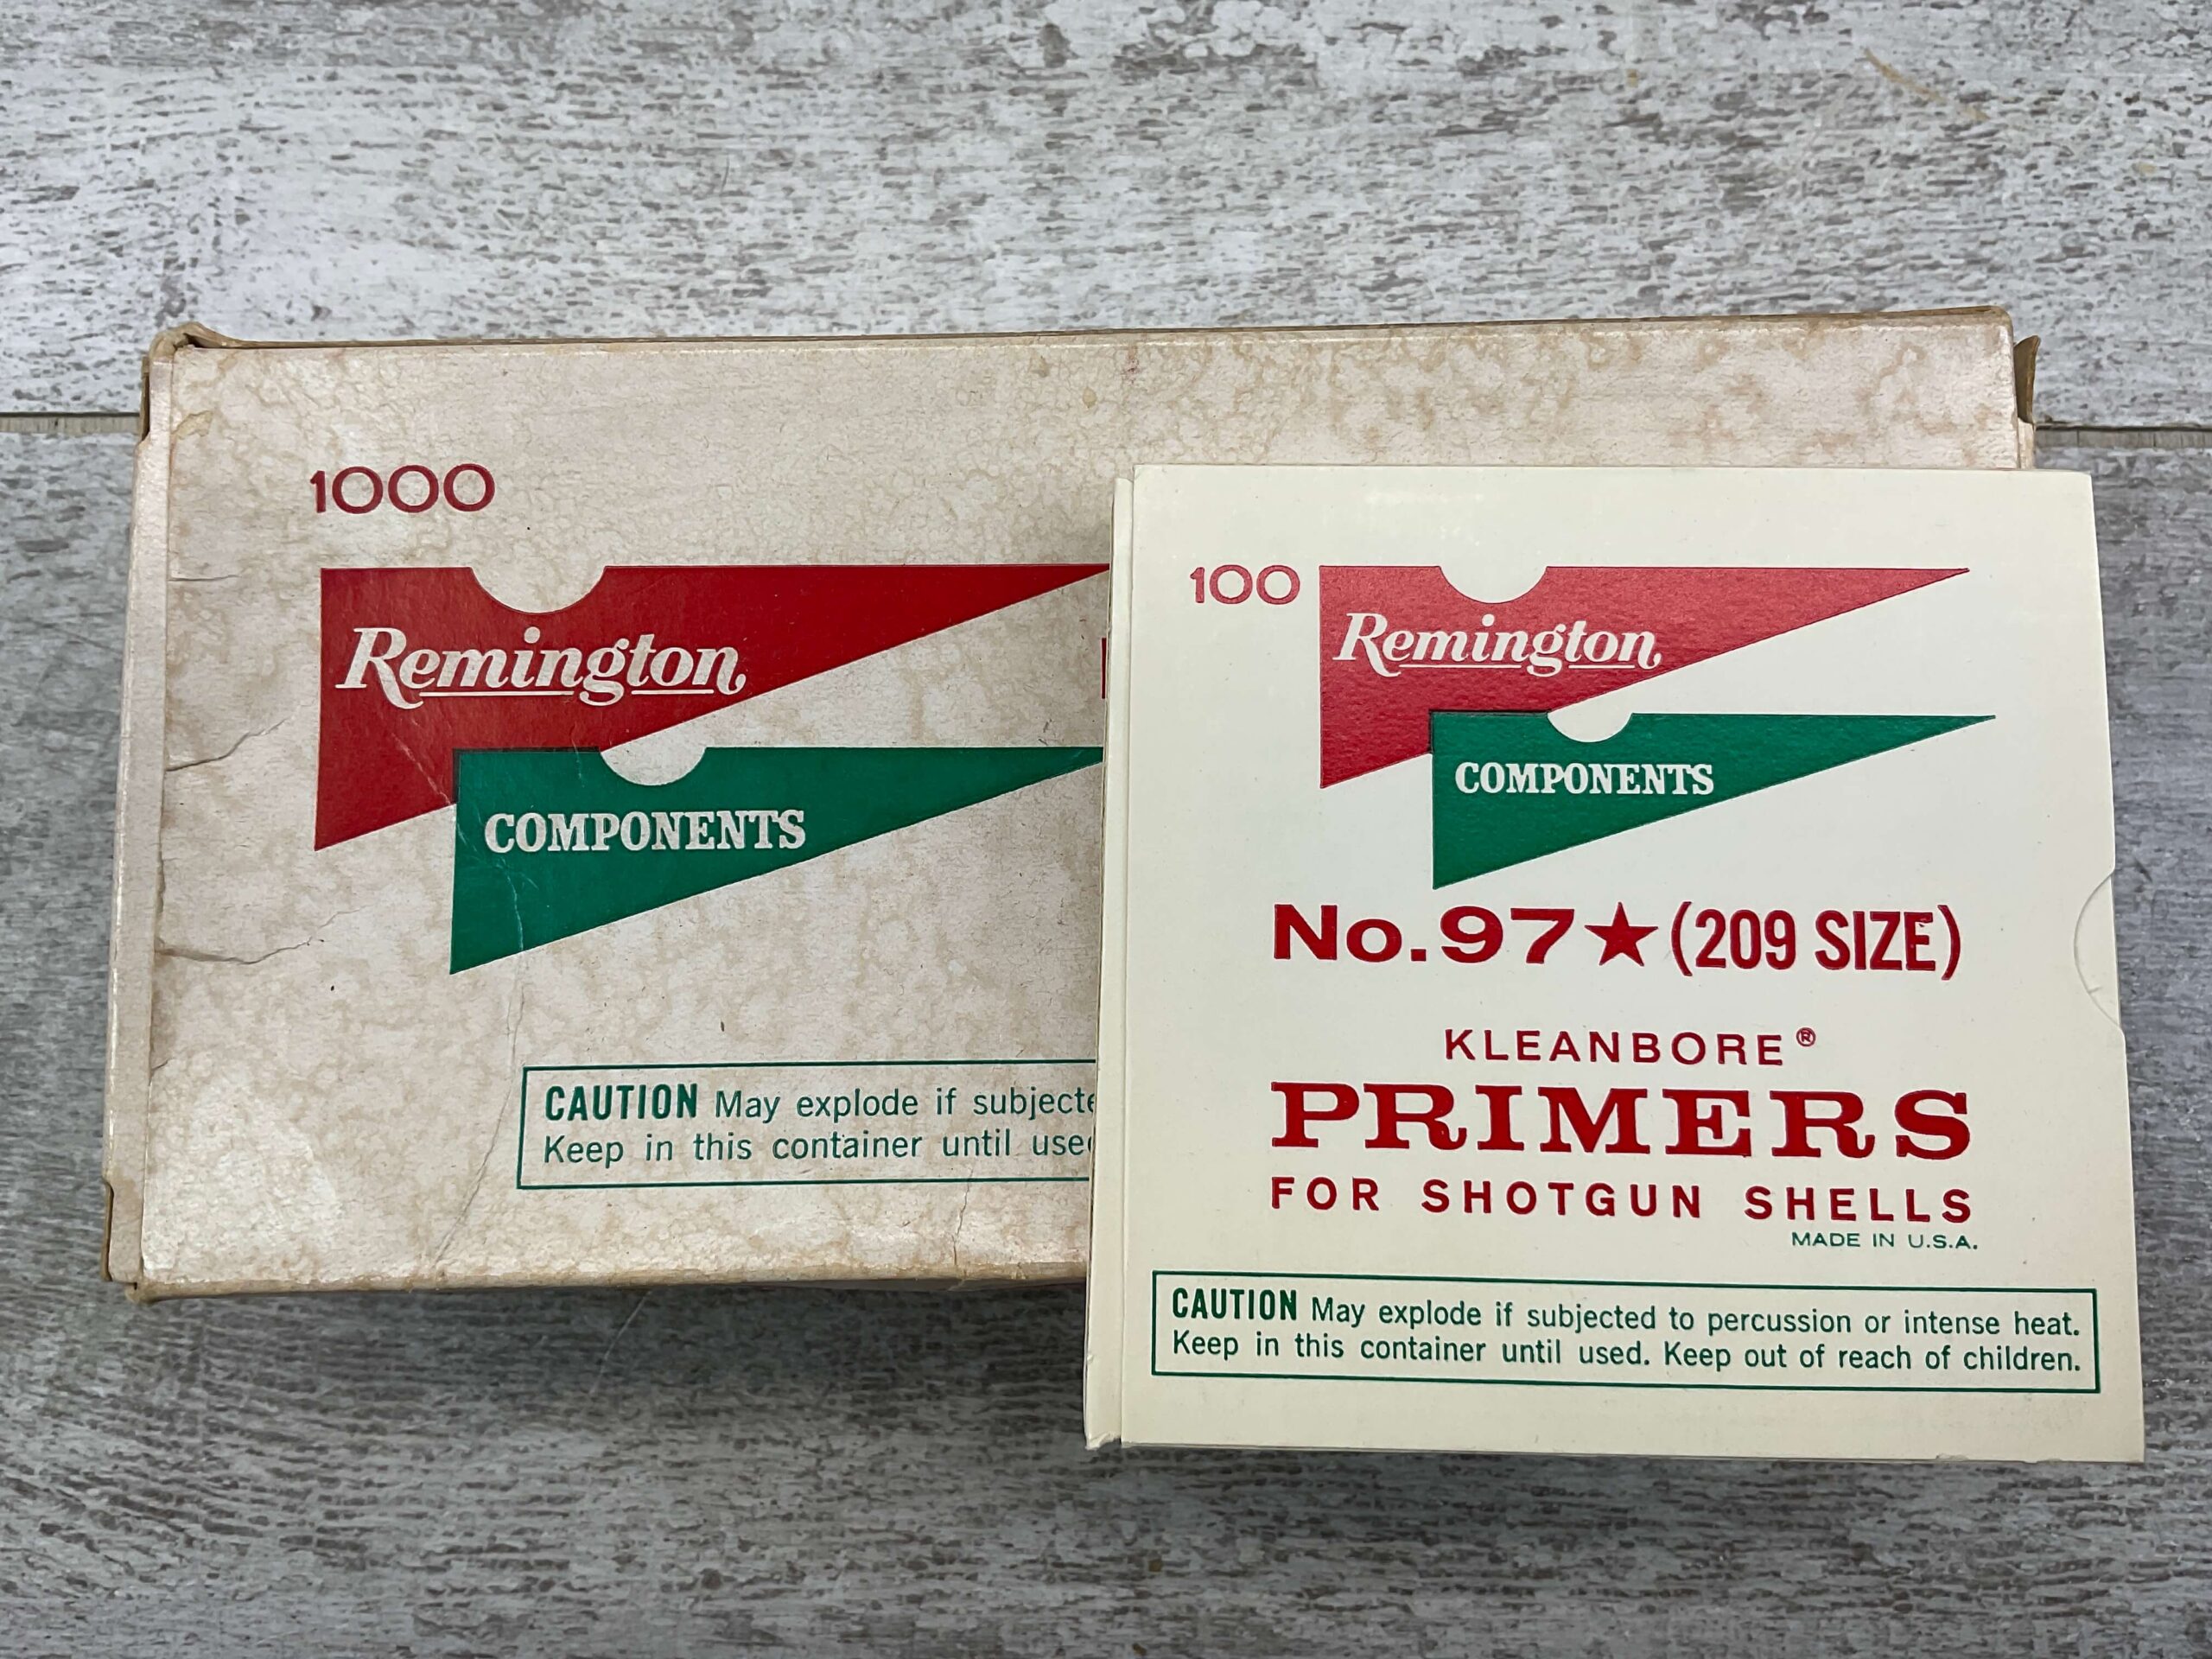 1000
Remington
COMPONENTS
CAUTION May explode if
Keep in this container until
100
Remington
COMPONENTS
No. 97★(209 SIZE)
KLEANBORE®
PRIMERS
FOR SHOTGUN SHELLS
MADE IN U.S.A.
CAUTION May explode if subjected to percussion or intense heat.
Keep in this container until used. Keep out of reach of children.